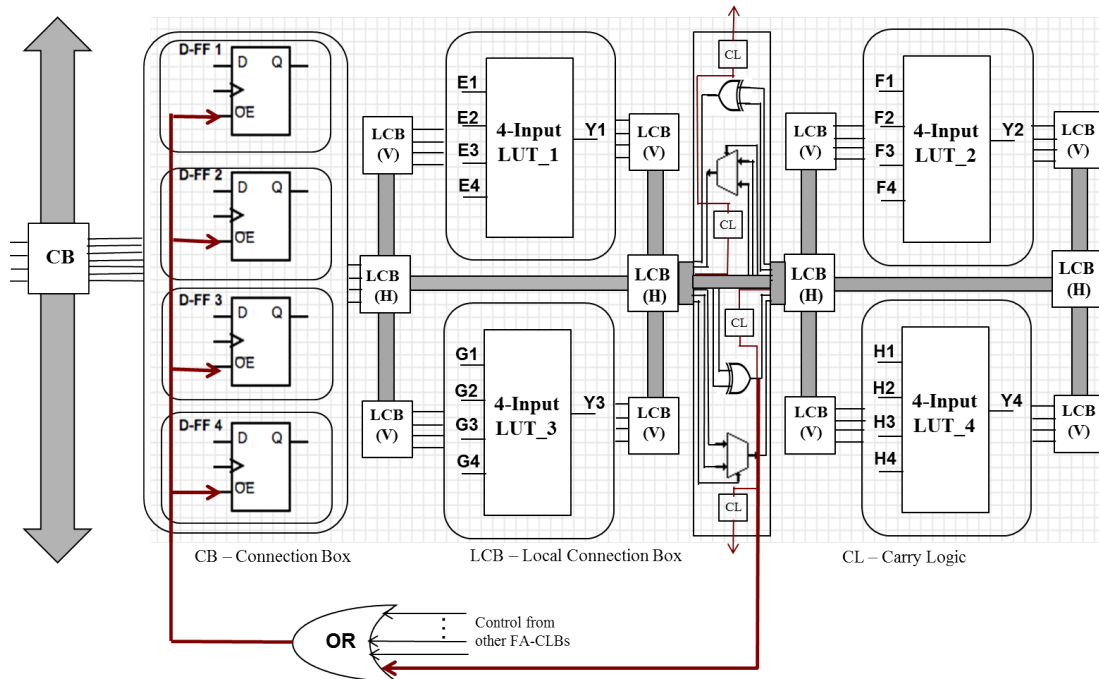 CB
D-FF 1
D
Q
OE
D-FF 2
D
Q
OE
D-FF 3
D
Q
OE
D-FF 4
D
Q
OE
LCB
(V)
LCB
(H)
LCB
(V)
E1
E2
E3
E4
4-Input
LUT_1
Y1
G1
G2
G3
G4
4-Input
LUT_3
Y3
LCB
(V)
LCB
(H)
LCB
(V)
CL
CL
CL
CL
LCB
(V)
LCB
(H)
LCB
(V)
F1
F2
F3
F4
4-Input
LUT_2
Y2
H1
H2
H3
H4
4-Input
LUT_4
Y4
LCB
(V)
LCB
(H)
LCB
(V)
CB – Connection Box
LCB – Local Connection Box
CL – Carry Logic
OR
Control from
other FA-CLBs